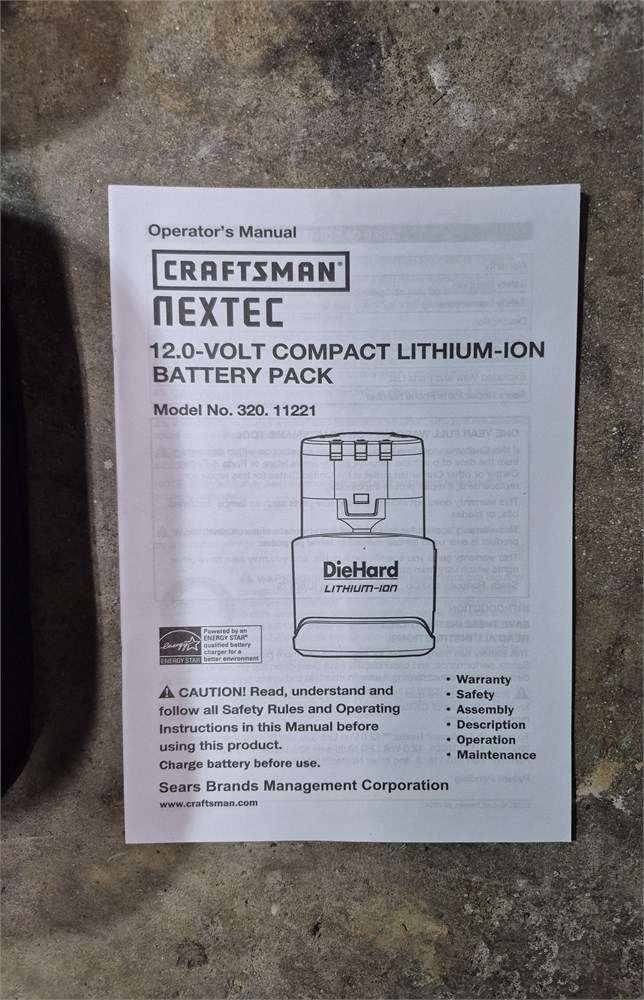 Operator's Manual
CRAFTSMAN®
NEXTEC
12.0-VOLT COMPACT LITHIUM-ION
BATTERY PACK
Model No. 320. 11221
DieHard
LITHIUM-ION
Powered by an
ENERGY STAR®
qualified battery
charger for a
better environment
energy
ENERGY STAR
CAUTION! Read, understand and
follow all Safety Rules and Operating
Instructions in this Manual before
using this product.
Charge battery before use.
• Warranty
• Safety
• Assembly
• Description
• Operation
• Maintenance
Sears Brands Management Corporation
www.craftsman.com